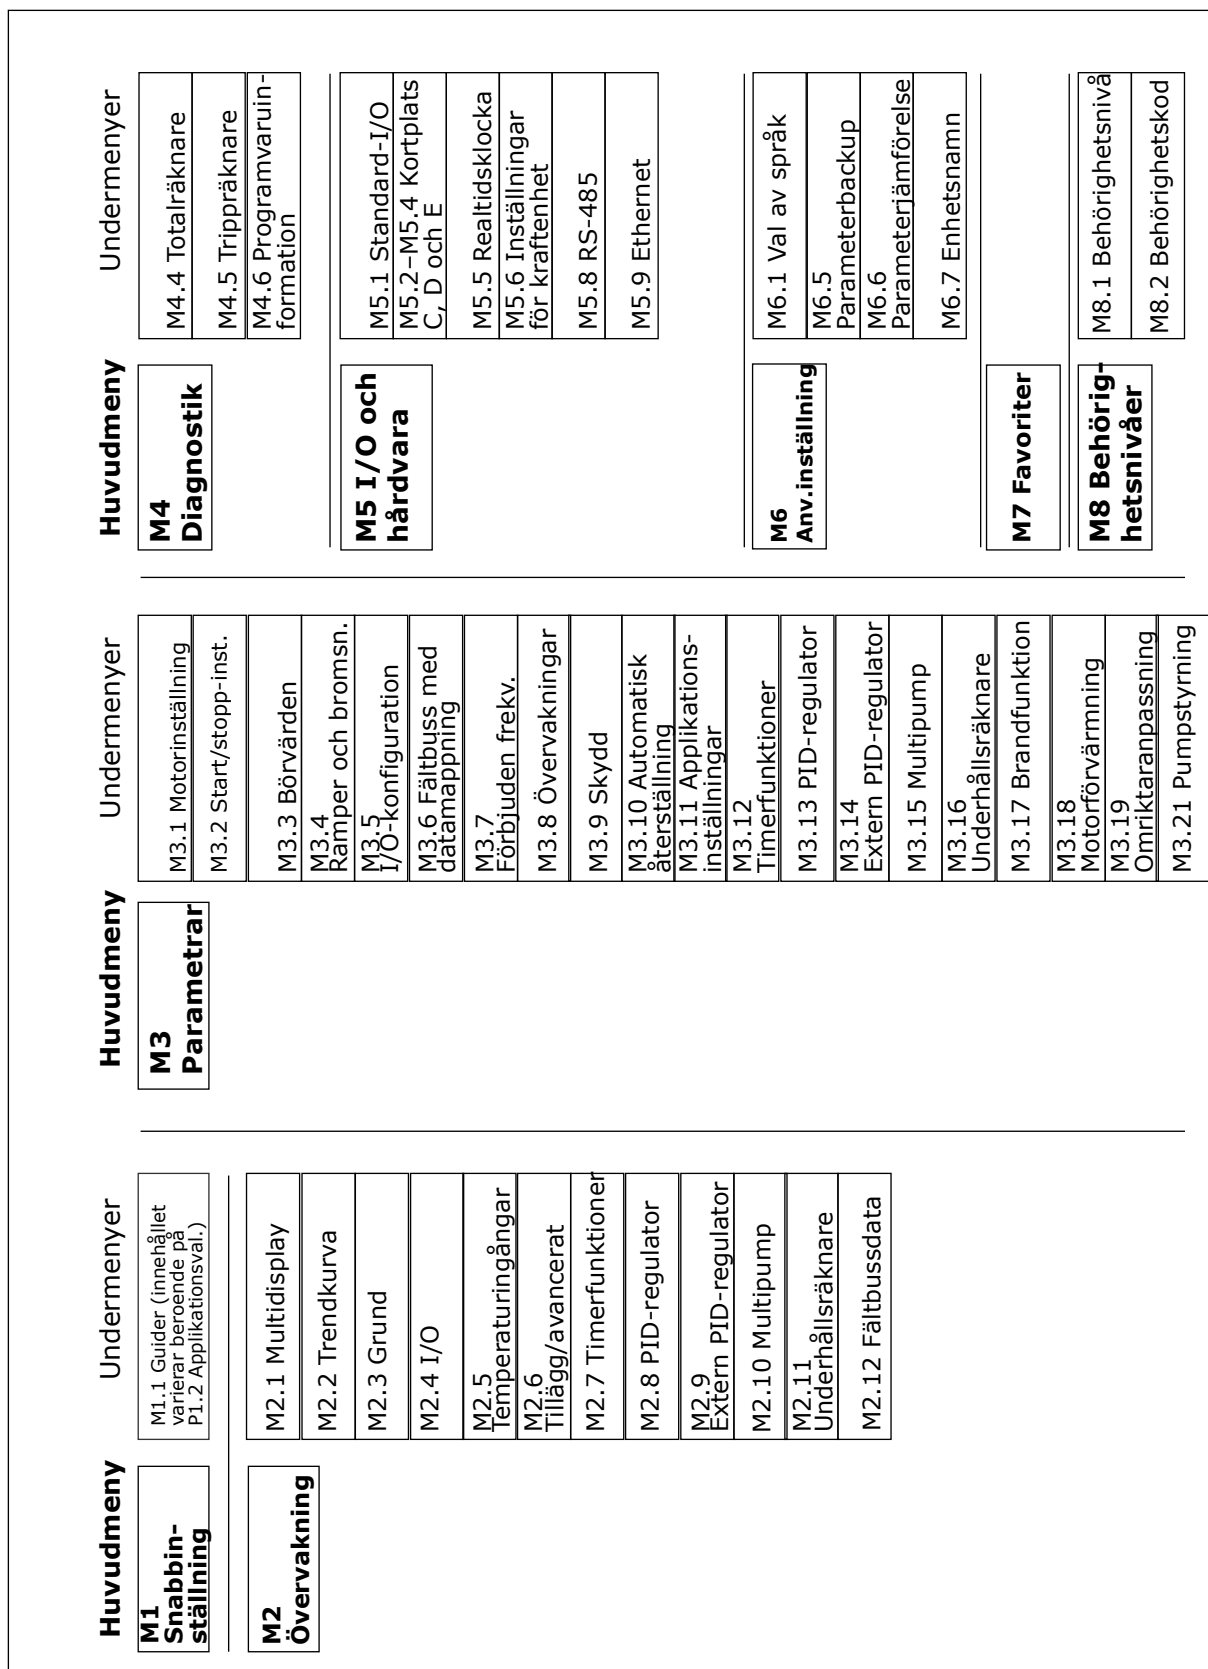 Huvudmeny
Undermenyer
M1
Snabbin-
ställning
M1.1 Guider (innehållet
varierar beroende på
P1.2 Applikationsval.)
M2
Övervakning
M2.1 Multidisplay
M2.2 Trendkurva
M2.3 Grund
M2.4 I/O
M2.5
Temperaturingångar
M2.6
Tillägg/avancerat
M2.7 Timerfunktioner
M2.8 PID-regulator
M2.9
Extern PID-regulator
M2.10 Multipump
M2.11
Underhållsräknare
M2.12 Fältbussdata
Huvudmeny
Undermenyer
M3
Parametrar
M3.1 Motorinställning
M3.2 Start/stopp-inst.
M3.3 Börvärden
M3.4
Ramper och bromsn.
M3.5
I/O-konfiguration
M3.6 Fältbuss med
datamappning
M3.7
Förbjuden frekv.
M3.8 Övervakningar
M3.9 Skydd
M3.10 Automatisk
återställning
M3.11 Applikations-
inställningar
M3.12
Timerfunktioner
M3.13 PID-regulator
M3.14
Extern PID-regulator
M3.15 Multipump
M3.16
Underhållsräknare
M3.17 Brandfunktion
M3.18
Motorförvärmning
M3.19
Omriktaranpassning
M3.21 Pumpstyrning
Huvudmeny
Undermenyer
M4
Diagnostik
M4.4 Totalräknare
M4.5 Trippräknare
M4.6 Programvaruin-
formation
M5 I/O och
hårdvara
M5.1 Standard-I/O
M5.2–M5.4 Kortplats
C, D och E
M5.5 Realtidsklocka
M5.6 Inställningar
för kraftenhet
M5.8 RS-485
M5.9 Ethernet
M6
Anv.inställning
M6.1 Val av språk
M6.5
Parameterbackup
M6.6
Parameterjämförelse
M6.7 Enhetsnamn
M7 Favoriter
M8 Behörig-
hetsnivåer
M8.1 Behörighetsnivå
M8.2 Behörighetskod